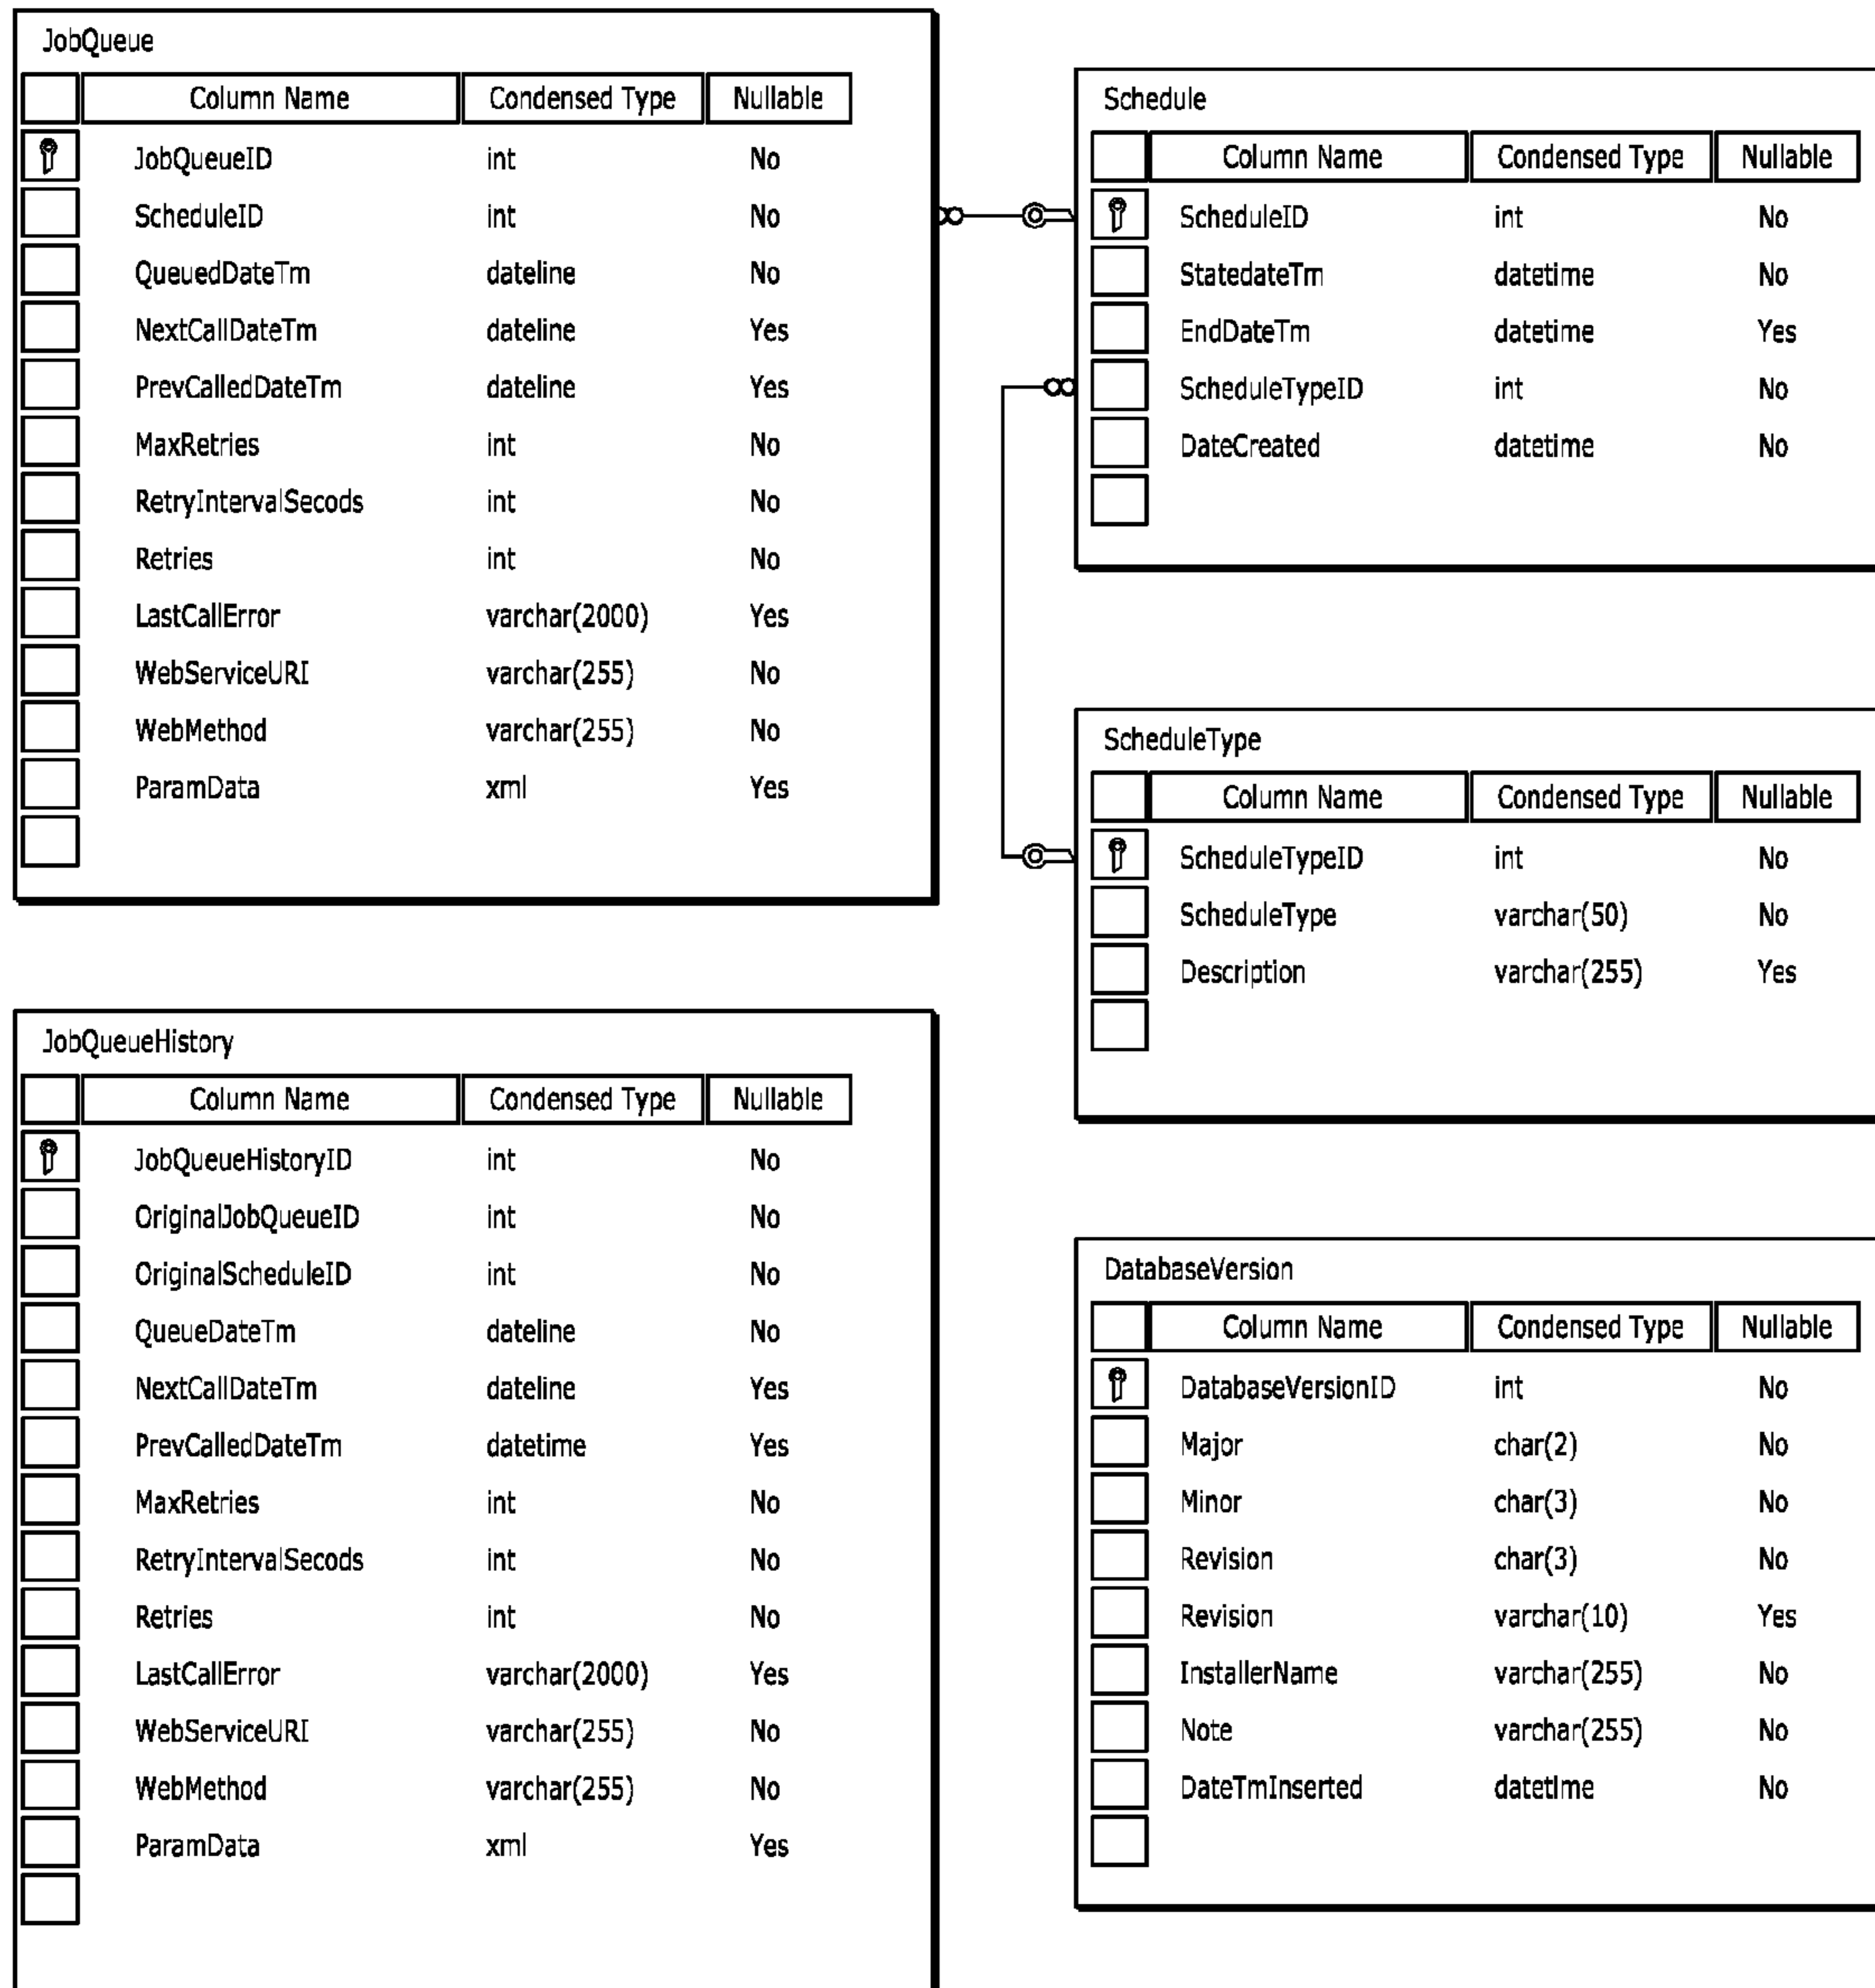 JobQueue
Column Name Condensed Type Nullable
JobQueueID int No
ScheduleID int No
QueuedDateTm dateline No
NextCallDateTm dateline Yes
PrevCalledDateTm dateline Yes
MaxRetries int No
RetryIntervalSecods int No
Retries int No
LastCallError varchar(2000) Yes
WebServiceURI varchar(255) No
WebMethod varchar(255) No
ParamData xml Yes
Schedule
Column Name Condensed Type Nullable
ScheduleID int No
StatedateTm datetime No
EndDateTm datetime Yes
ScheduleTypeID int No
DateCreated datetime No
ScheduleType
Column Name Condensed Type Nullable
ScheduleTypeID int No
ScheduleType varchar(50) No
Description varchar(255) Yes
JobQueueHistory
Column Name Condensed Type Nullable
JobQueueHistoryID int No
OriginalJobQueueID int No
OriginalScheduleID int No
QueueDateTm dateline No
NextCallDateTm dateline Yes
PrevCalledDateTm datetime Yes
MaxRetries int No
RetryIntervalSecods int No
Retries int No
LastCallError varchar(2000) Yes
WebServiceURI varchar(255) No
WebMethod varchar(255) No
ParamData xml Yes
DatabaseVersion
Column Name Condensed Type Nullable
DatabaseVersionID int No
Major char(2) No
Minor char(3) No
Revision char(3) No
Revision varchar(10) Yes
InstallerName varchar(255) No
Note varchar(255) No
DateTmInserted datetime No